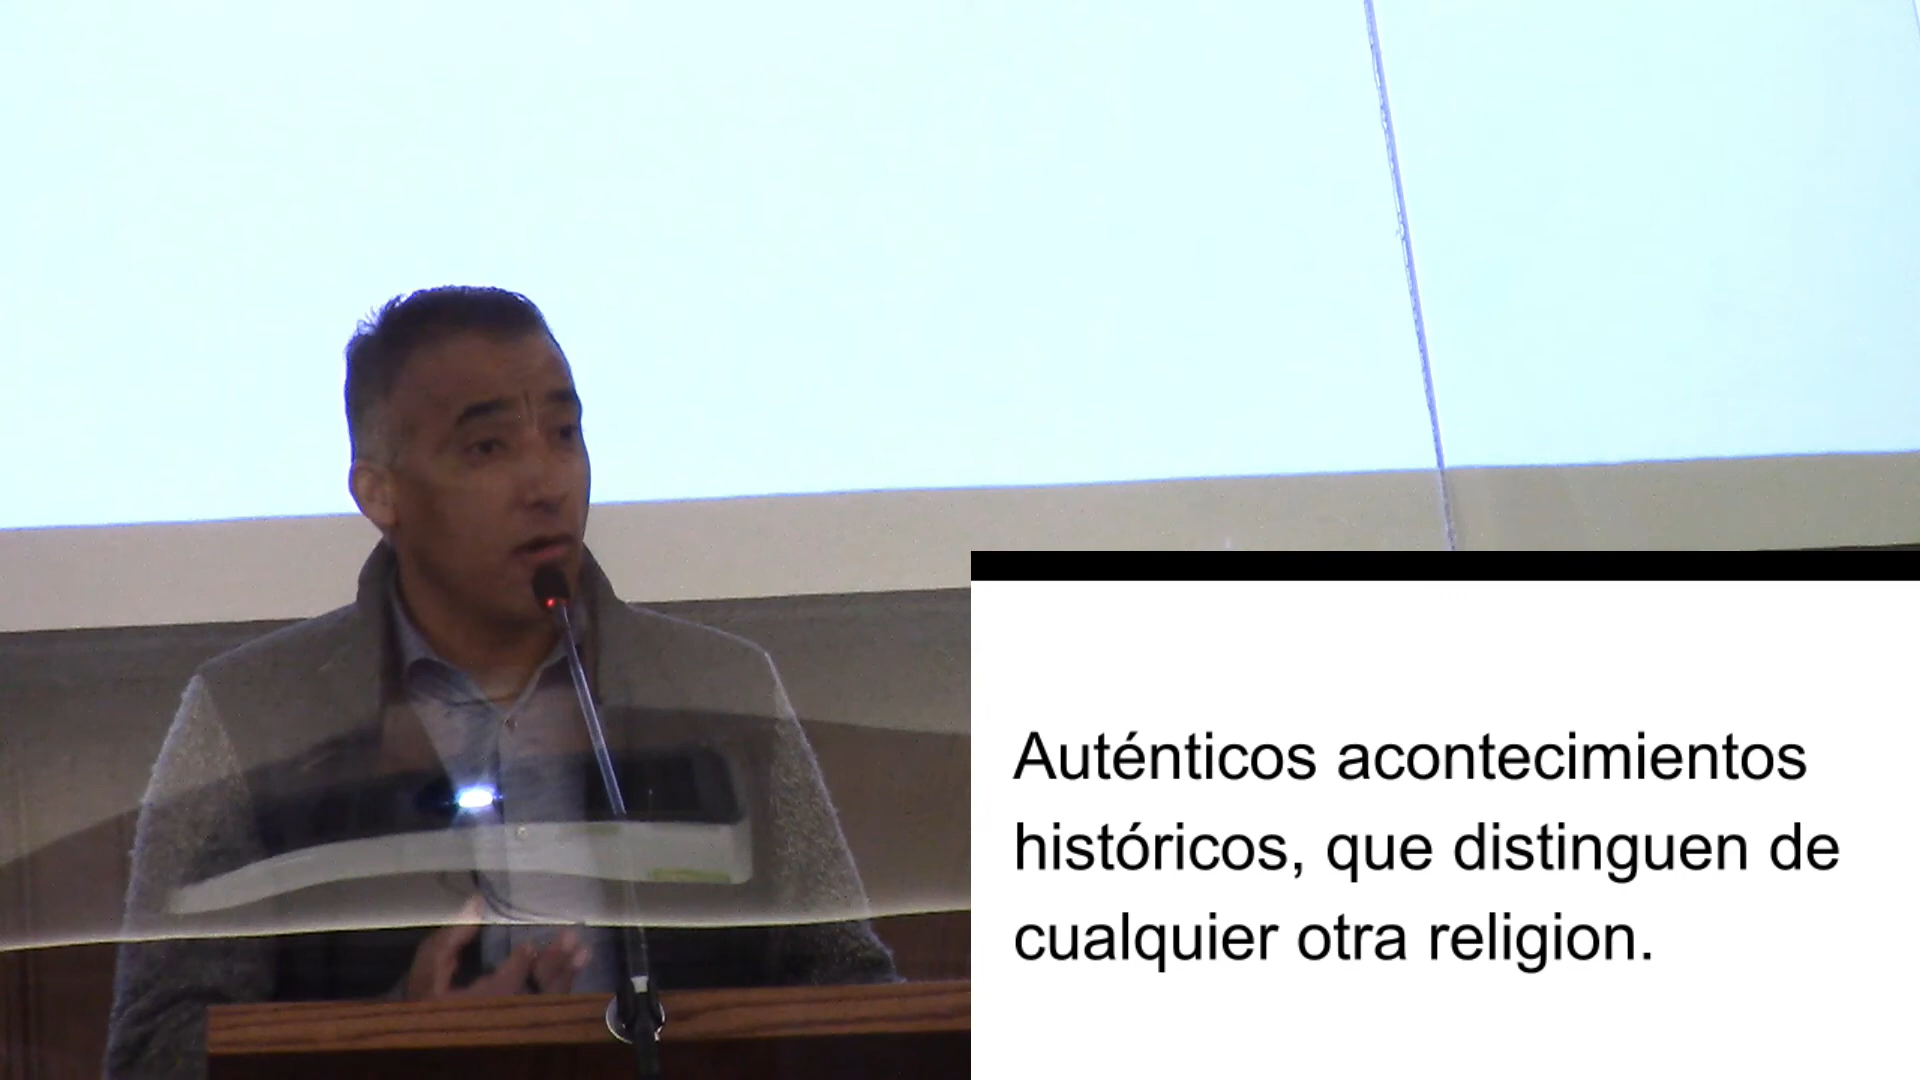 Auténticos acontecimientos
históricos, que distinguen de
cualquier otra religion.